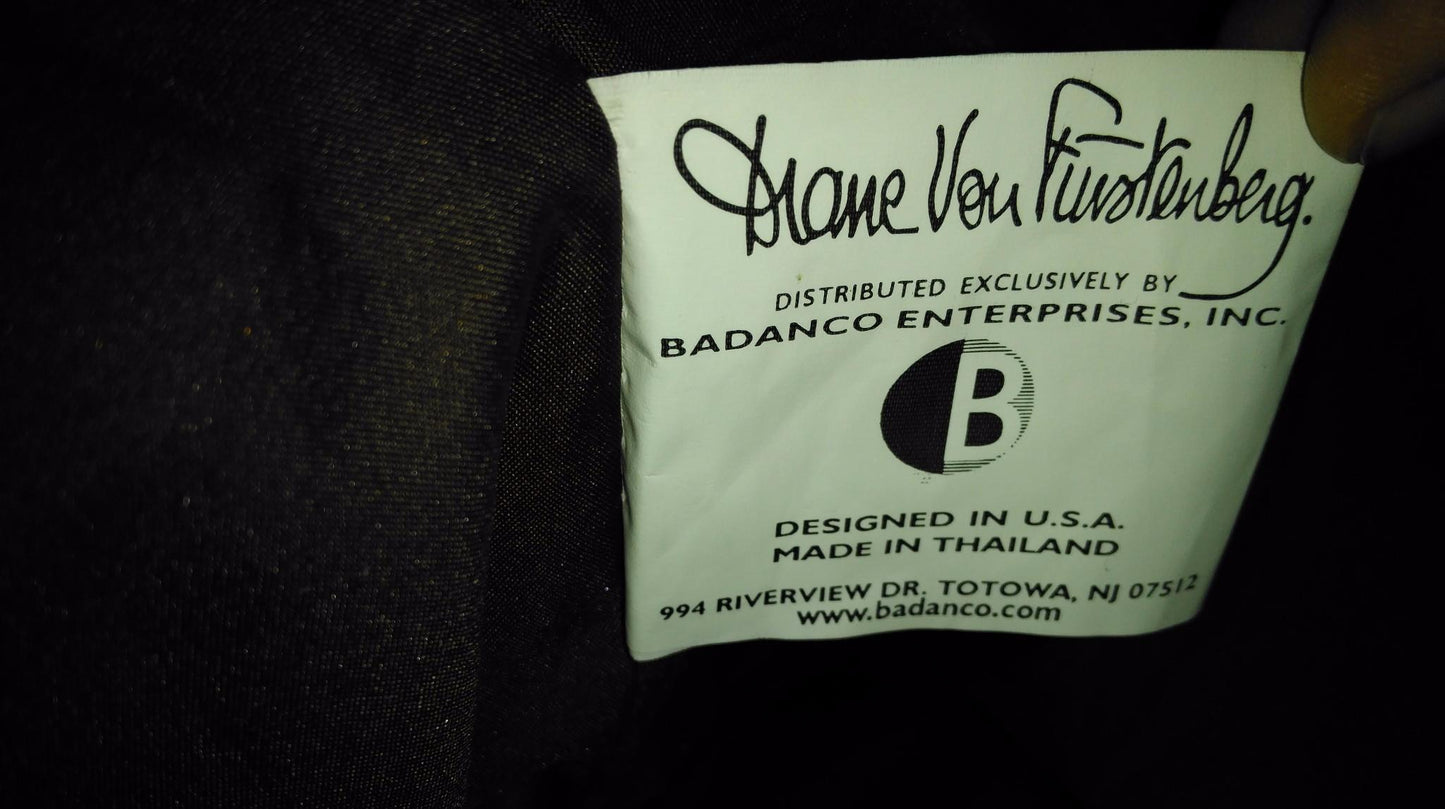 Diane Von Fürstenberg.
DISTRIBUTED EXCLUSIVELY BY
BADANCO ENTERPRISES, INC.
B
DESIGNED IN U.S.A.
MADE IN THAILAND
994 RIVERVIEW DR. TOTOWA, NJ 07512
www.badanco.com